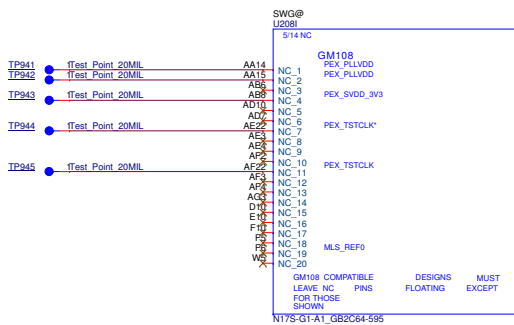 SWG@
U208I
5/14 NC
GM108
TP941 1Test_Point_20MIL AA14 NC_1 PEX_PLLVDD
TP942 1Test_Point_20MIL AA15 NC_2 PEX_PLLVDD
AB6 NC_3
TP943 1Test_Point_20MIL AB8 NC_4 PEX_SVDD_3V3
AD10 NC_5
AD7 NC_6
TP944 1Test_Point_20MIL AE22 NC_7 PEX_TSTCLK*
AE3 NC_8
AE4 NC_9
AF2 NC_10
TP945 1Test_Point_20MIL AF22 NC_11 PEX_TSTCLK
AF3 NC_12
AF4 NC_13
AG3 NC_14
D10 NC_15
E10 NC_16
F10 NC_17
F5 NC_18
F6 NC_19 MLS_REF0
W5 NC_20
GM108 COMPATIBLE DESIGNS MUST
LEAVE NC PINS FLOATING EXCEPT
FOR THOSE
SHOWN
N17S-G1-A1_GB2C64-595